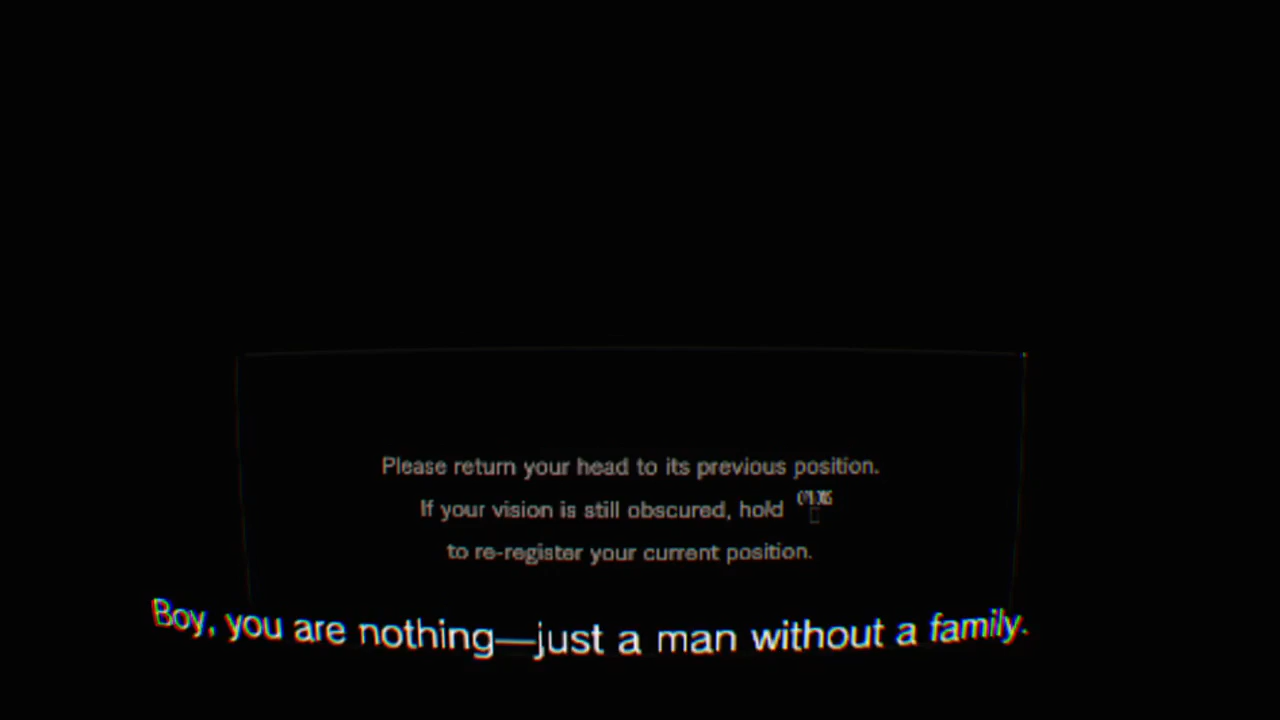 Please return your head to its previous position.
If your vision is still obscured, hold
to re-register your current position.
Boy, you are nothing—just a man without a family.